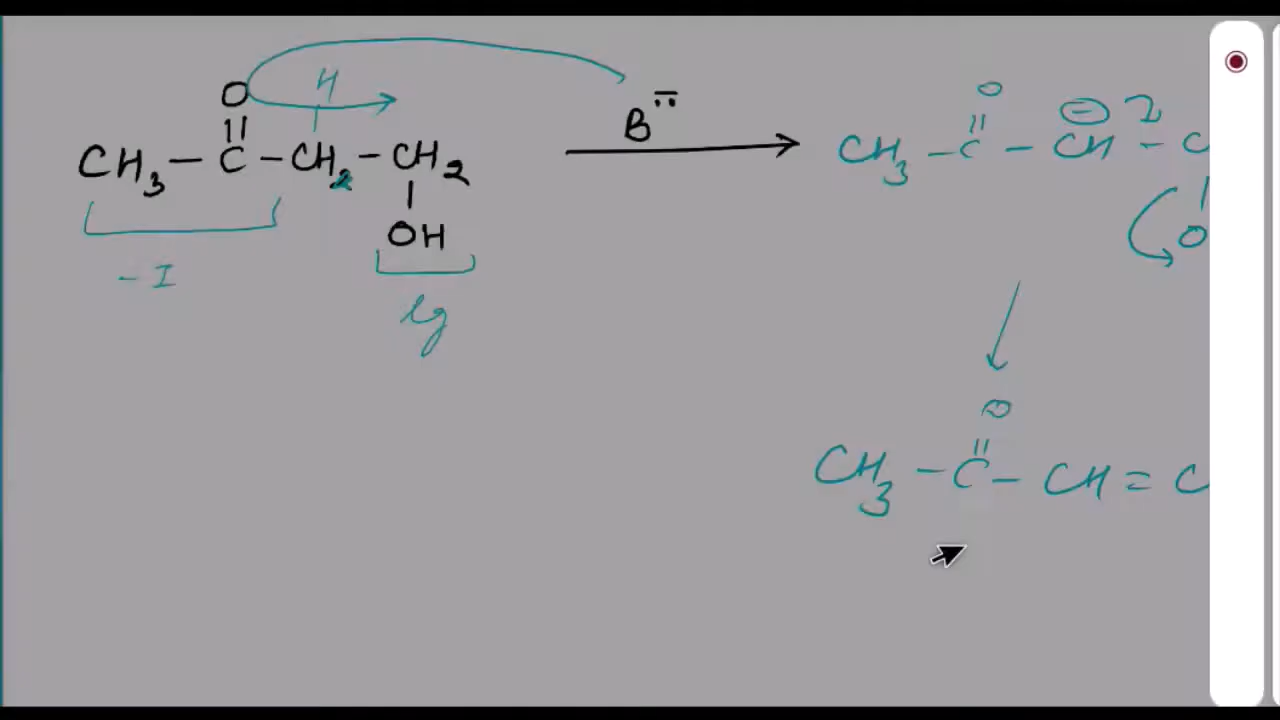 O H B̄: O ⊖
CH₃ – C – CH₂ – CH₂ → CH₃ – C – CH – C
OH O
– I lg
O
CH₃ – C – CH = C